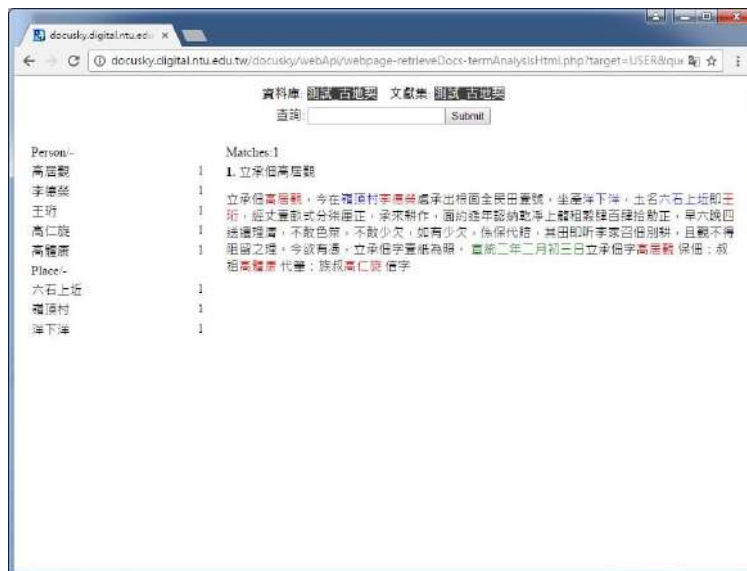 docusky.digital.ntu.edu
docusky.digital.ntu.edu.tw/docusky/webApi/webpage-retrieveDocs-termAnalysisHtml.php?target=USER&que
資料庫: 測試_古地契 文獻集: 測試_古地契
查詢: Submit
Person/-
高居觀 1
李德榮 1
王珩 1
高仁旋 1
高體康 1
Place/-
六石上坵 1
嶺頂村 1
洋下洋 1
Matches:1
1. 立承佃高居觀
立承佃高居觀,今在嶺頂村李德榮處承出根面全民田壹號,坐產洋下洋,土名六石上坵即王
珩,經丈壹畝弍分柒厘正,承來耕作,面約遞年認納乾淨上體租穀肆百肆拾觔正,早六晚四
送還理清,不敢色策,不敢少欠,如有少欠,係保代賠,其田即听李家召佃別耕,且觀不得
阻留之理。今欲有憑,立承佃字壹紙為照。 宣統二年二月初三日立承佃字高居觀 保佃:叔
祖高體康 代筆:族叔高仁旋 信字